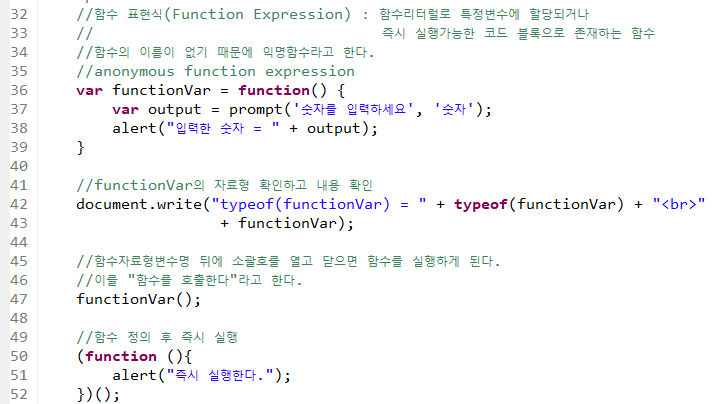 32 //함수 표현식(Function Expression) : 함수리터럴로 특정변수에 할당되거나
33 // 즉시 실행가능한 코드 블록으로 존재하는 함수
34 //함수의 이름이 없기 때문에 익명함수라고 한다.
35 //anonymous function expression
36 var functionVar = function() {
37 var output = prompt('숫자를 입력하세요', '숫자');
38 alert("입력한 숫자 = " + output);
39 }
40
41 //functionVar의 자료형 확인하고 내용 확인
42 document.write("typeof(functionVar) = " + typeof(functionVar) + "<br>"
43 + functionVar);
44
45 //함수자료형변수명 뒤에 소괄호를 열고 닫으면 함수를 실행하게 된다.
46 //이를 "함수를 호출한다"라고 한다.
47 functionVar();
48
49 //함수 정의 후 즉시 실행
50 (function (){
51 alert("즉시 실행한다.");
52 })();